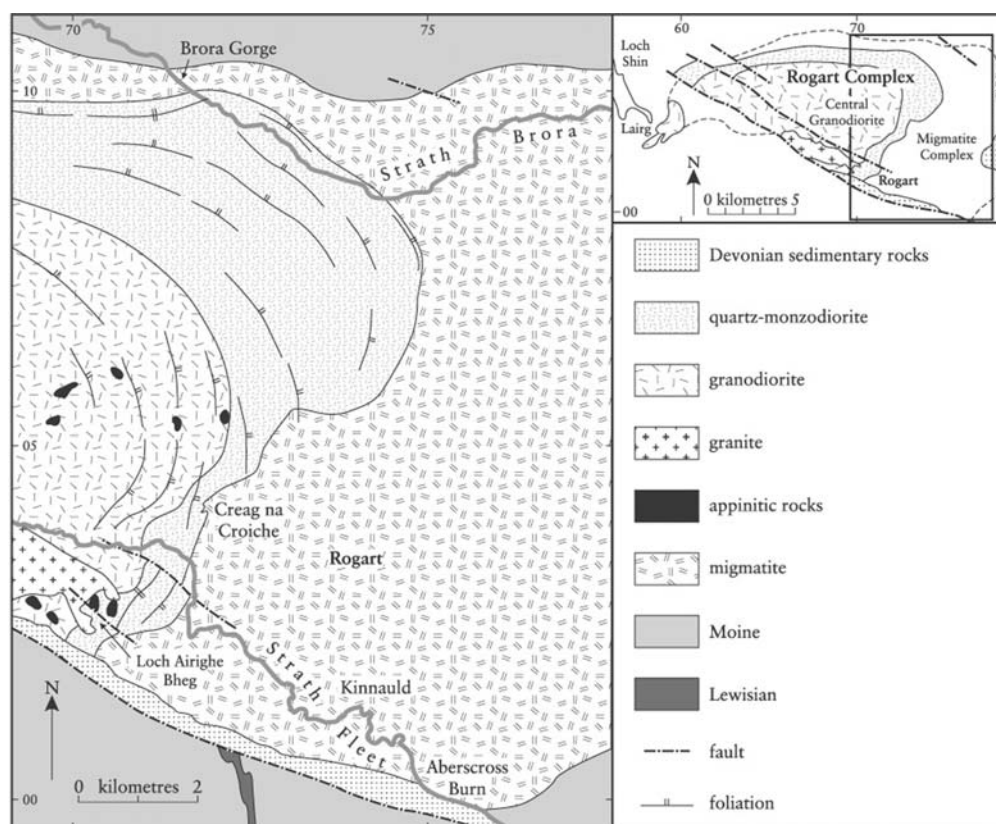 70
75
Brora Gorge
10
Strath Brora
05
Creag na
Croiche
Rogart
Loch Airighe
Bheg
Strath Fleet
Kinnauld
Aberscross
Burn
N
0 kilometres 2
00
60
70
Loch
Shin
Rogart Complex
Central
Granodiorite
Lairg
Migmatite
Complex
N
Rogart
0 kilometres 5
00
Devonian sedimentary rocks
quartz-monzodiorite
granodiorite
granite
appinitic rocks
migmatite
Moine
Lewisian
fault
foliation